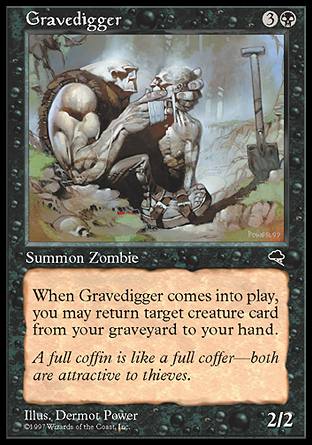 Gravedigger 3
POWER 97
Summon Zombie
When Gravedigger comes into play,
you may return target creature card
from your graveyard to your hand.
A full coffin is like a full coffer—both
are attractive to thieves.
Illus. Dermot Power
©1997 Wizards of the Coast, Inc.
2/2